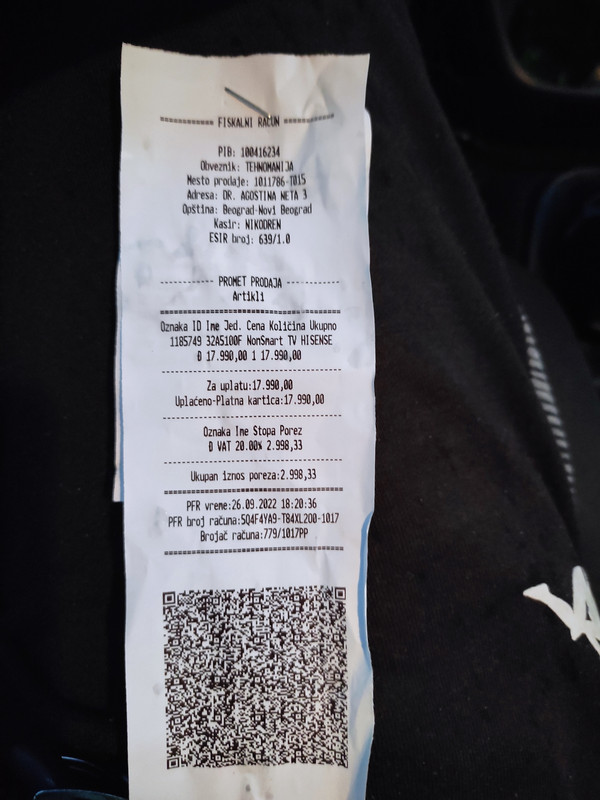 ======== FISKALNI RAČUN ========
PIB: 100416234
Obveznik: TEHNOMANIJA
Mesto prodaje: 1011786-T015
Adresa: DR. AGOSTINA NETA 3
Opština: Beograd-Novi Beograd
Kasir: NIKODREN
ESIR broj: 639/1.0
----------- PROMET PRODAJA -----------
Artikli
========================================
Oznaka ID Ime Jed. Cena Količina Ukupno
1185749 32A5100F NonSmart TV HISENSE
Đ 17.990,00 1 17.990,00
----------------------------------------
Za uplatu:17.990,00
Uplaćeno-Platna kartica:17.990,00
----------------------------------------
Oznaka Ime Stopa Porez
Đ VAT 20.00% 2.998,33
----------------------------------------
Ukupan iznos poreza:2.998,33
========================================
PFR vreme:26.09.2022 18:20:36
PFR broj računa:5Q4F4YA9-T84XL200-1017
Brojač računa:779/1017PP
========================================